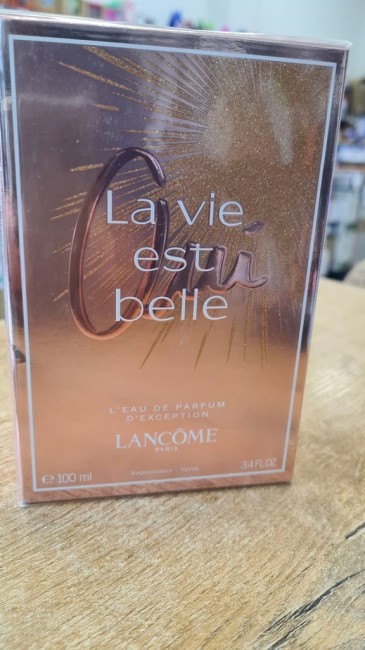 La vie
est
belle
Oui
L'EAU DE PARFUM
D'EXCEPTION
LANCÔME
PARIS
℮ 100 ml
3.4 FL.OZ